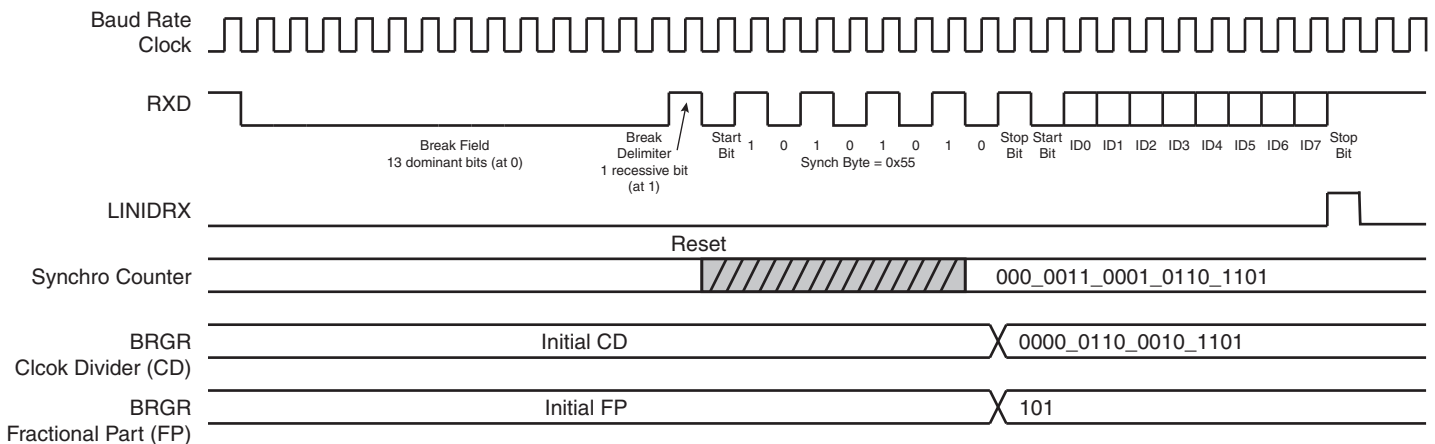 Baud Rate
Clock
RXD
Break Field
13 dominant bits (at 0)
Break
Delimiter
1 recessive bit
(at 1)
Start
Bit
1 0 1 0 1 0 1 0
Synch Byte = 0x55
Stop
Bit
Start
Bit
ID0 ID1 ID2 ID3 ID4 ID5 ID6 ID7
Stop
Bit
LINIDRX
Reset
Synchro Counter
000_0011_0001_0110_1101
BRGR
Clcok Divider (CD)
Initial CD
0000_0110_0010_1101
BRGR
Fractional Part (FP)
Initial FP
101